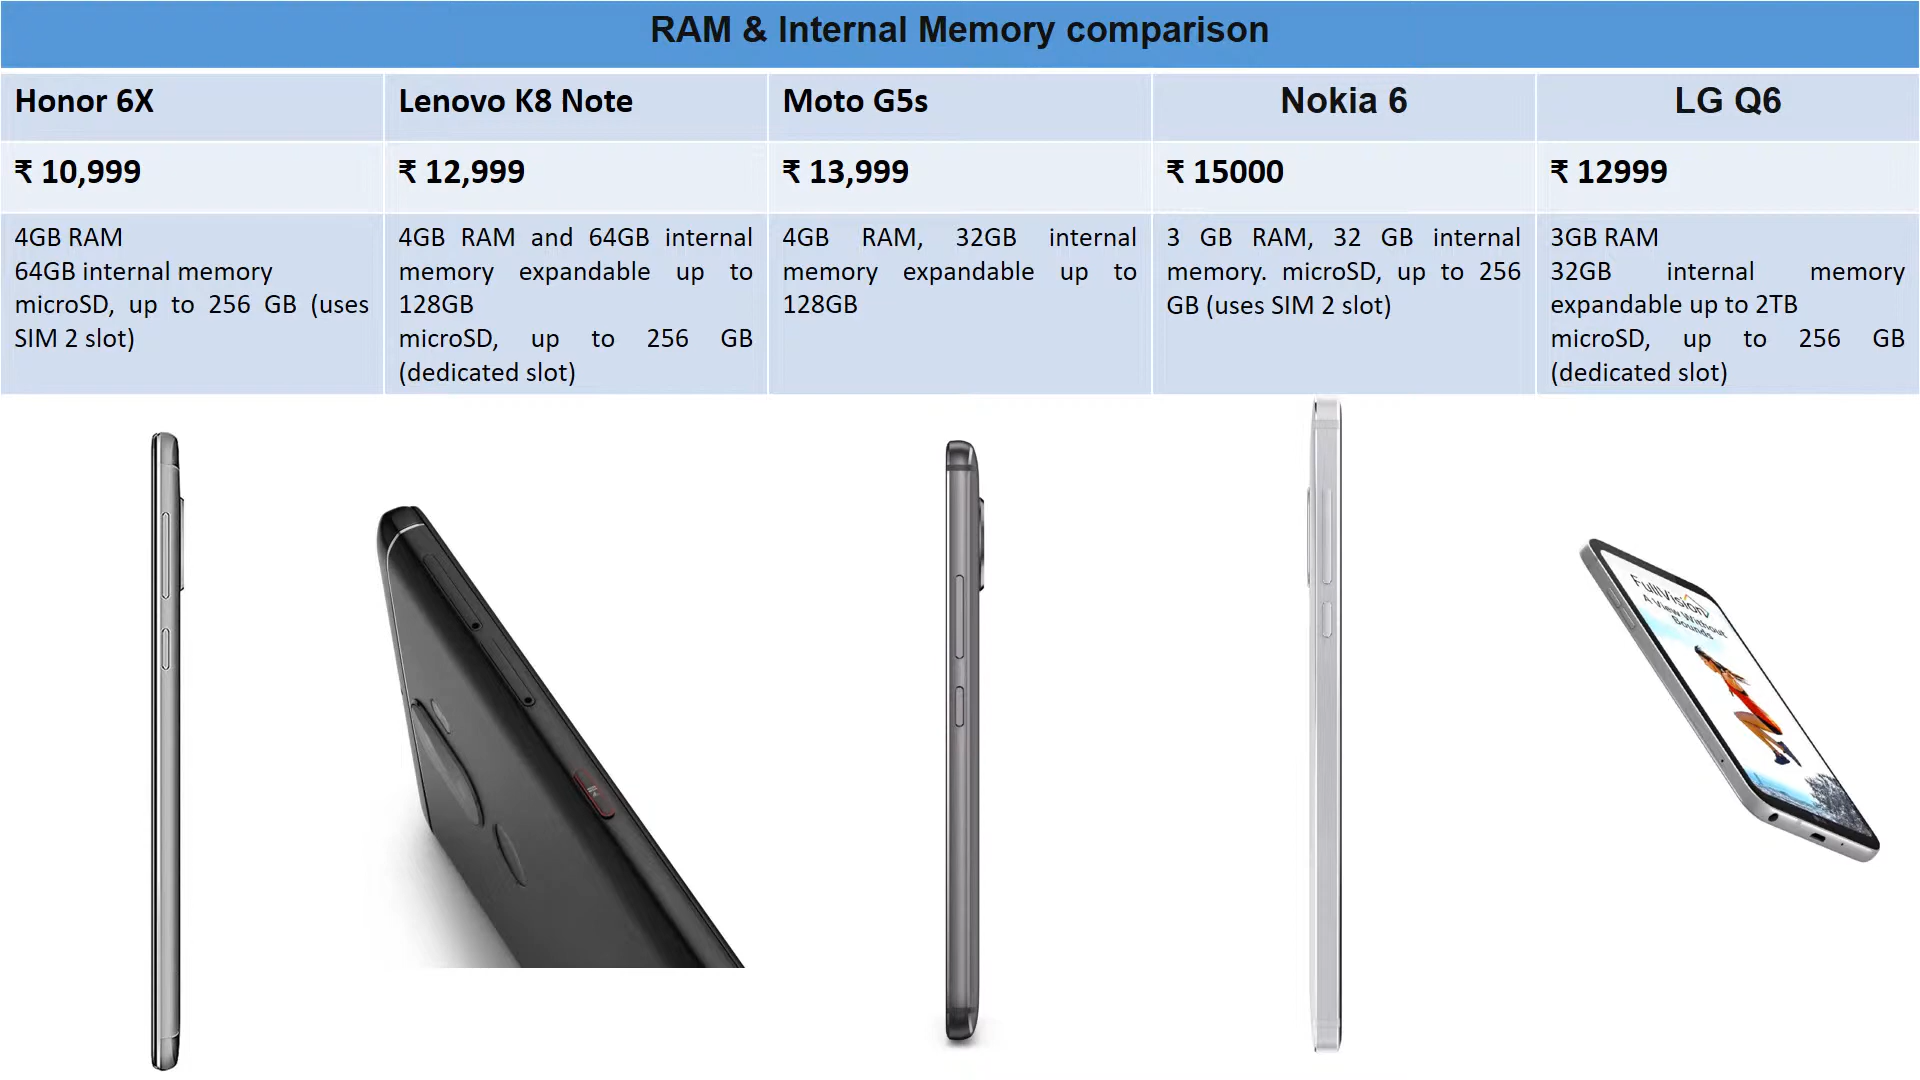 RAM & Internal Memory comparison
Honor 6X
Lenovo K8 Note
Moto G5s
Nokia 6
LG Q6
₹ 10,999
₹ 12,999
₹ 13,999
₹ 15000
₹ 12999
4GB RAM
64GB internal memory
microSD, up to 256 GB (uses
SIM 2 slot)
4GB RAM and 64GB internal
memory expandable up to
128GB
microSD, up to 256 GB
(dedicated slot)
4GB RAM, 32GB internal
memory expandable up to
128GB
3 GB RAM, 32 GB internal
memory. microSD, up to 256
GB (uses SIM 2 slot)
3GB RAM
32GB internal memory
expandable up to 2TB
microSD, up to 256 GB
(dedicated slot)
FullVision
A View Without
Bounds